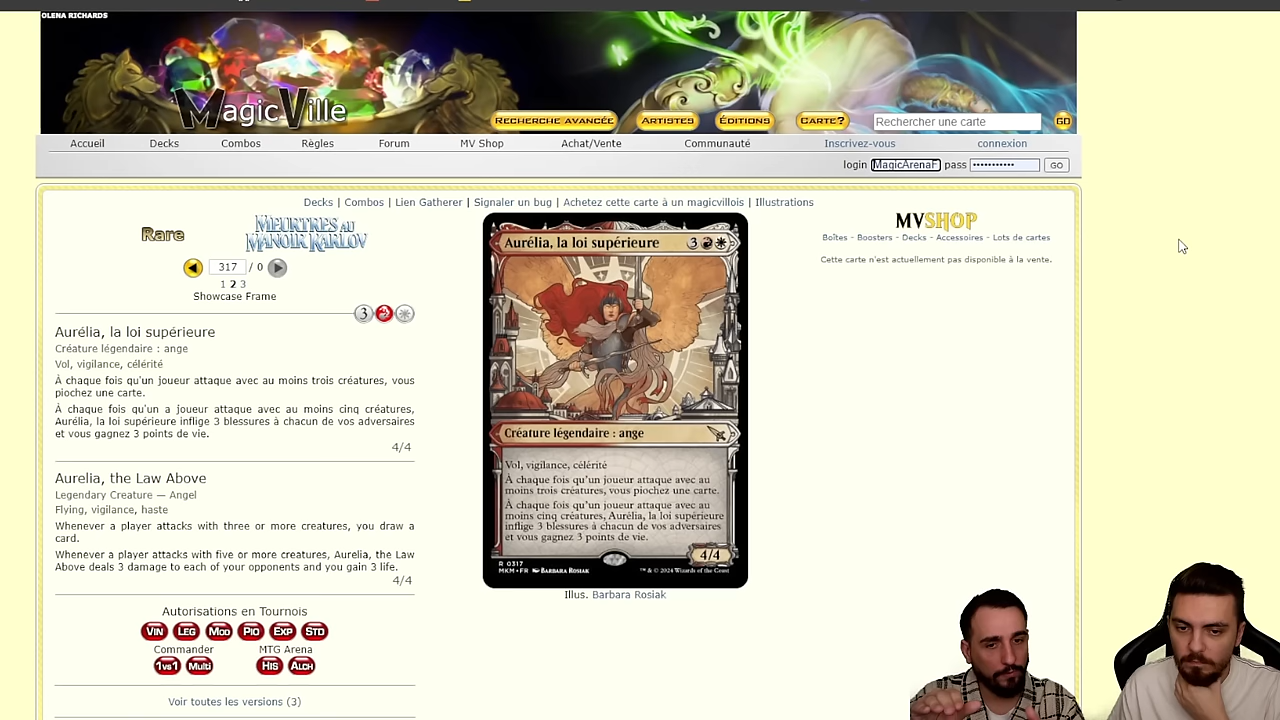 OLENA RICHARDS
MagicVille
RECHERCHE AVANCÉE ARTISTES ÉDITIONS CARTE? Rechercher une carte GO
Accueil Decks Combos Règles Forum MV Shop Achat/Vente Communauté Inscrivez-vous connexion
login MagicArenaF pass ••••••••••• GO
Decks | Combos | Lien Gatherer | Signaler un bug | Achetez cette carte à un magicvillois | Illustrations
Rare
MEURTRES AU
MANOIR KARLOV
317 / 0
1 2 3
Showcase Frame
3
Aurélia, la loi supérieure
Créature légendaire : ange
Vol, vigilance, célérité
À chaque fois qu'un joueur attaque avec au moins trois créatures, vous
piochez une carte.
À chaque fois qu'un a joueur attaque avec au moins cinq créatures,
Aurélia, la loi supérieure inflige 3 blessures à chacun de vos adversaires
et vous gagnez 3 points de vie.
4/4
Aurelia, the Law Above
Legendary Creature — Angel
Flying, vigilance, haste
Whenever a player attacks with three or more creatures, you draw a
card.
Whenever a player attacks with five or more creatures, Aurelia, the Law
Above deals 3 damage to each of your opponents and you gain 3 life.
4/4
Autorisations en Tournois
VIN LEG MOD PIO EXP STD
Commander MTG Arena
1vs1 Multi HIS ALCH
Voir toutes les versions (3)
Aurélia, la loi supérieure 3
Créature légendaire : ange
Vol, vigilance, célérité
À chaque fois qu'un joueur attaque avec au
moins trois créatures, vous piochez une carte.
À chaque fois qu'un joueur attaque avec au
moins cinq créatures, Aurélia, la loi supérieure
inflige 3 blessures à chacun de vos adversaires
et vous gagnez 3 points de vie.
4/4
R 0317
MKM • FR BARBARA ROSIAK ™ & © 2024 Wizards of the Coast
Illus. Barbara Rosiak
MVSHOP
Boîtes - Boosters - Decks - Accessoires - Lots de cartes
Cette carte n'est actuellement pas disponible à la vente.